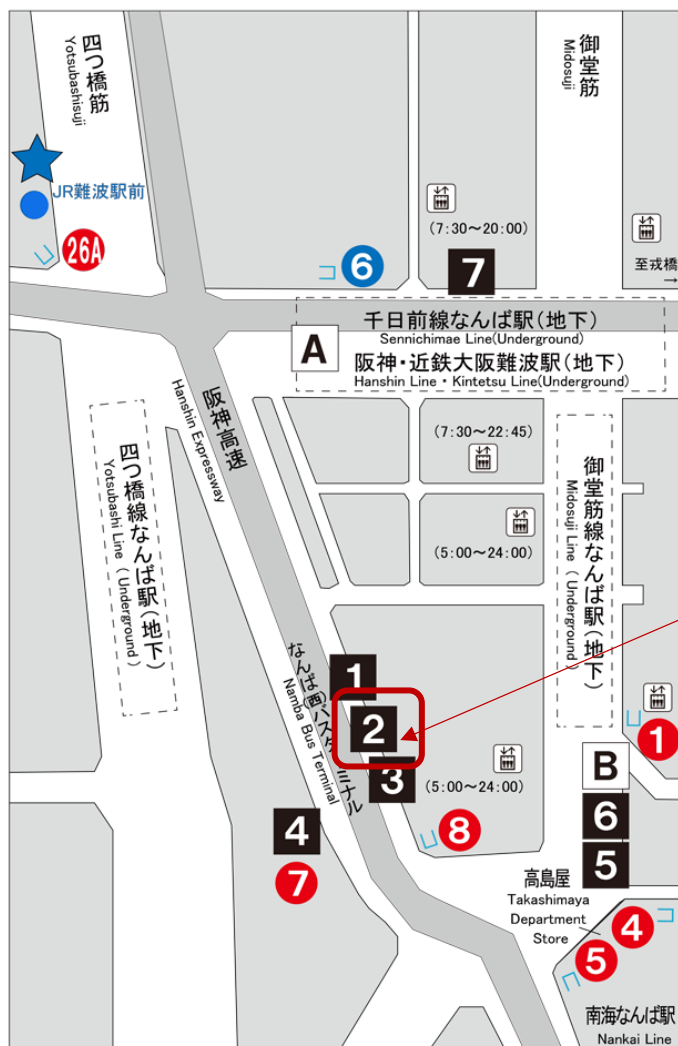 四つ橋筋
Yotsubashisuji
御堂筋
Midosuji
JR難波駅前
26A
6
(7:30～20:00)
7
至戎橋
→
千日前線なんば駅(地下)
Sennichimae Line(Underground)
A
阪神・近鉄大阪難波駅(地下)
Hanshin Line・Kintetsu Line(Underground)
阪神高速
Hanshin Expressway
四つ橋線なんば駅(地下)
Yotsubashi Line (Underground)
(7:30～22:45)
(5:00～24:00)
御堂筋線なんば駅(地下)
Midosuji Line (Underground)
なんば(西)バスターミナル
Namba Bus Terminal
1
2
3
(5:00～24:00)
1
B
6
5
4
7
8
高島屋
Takashimaya
Department
Store
4
5
南海なんば駅
Nankai Line